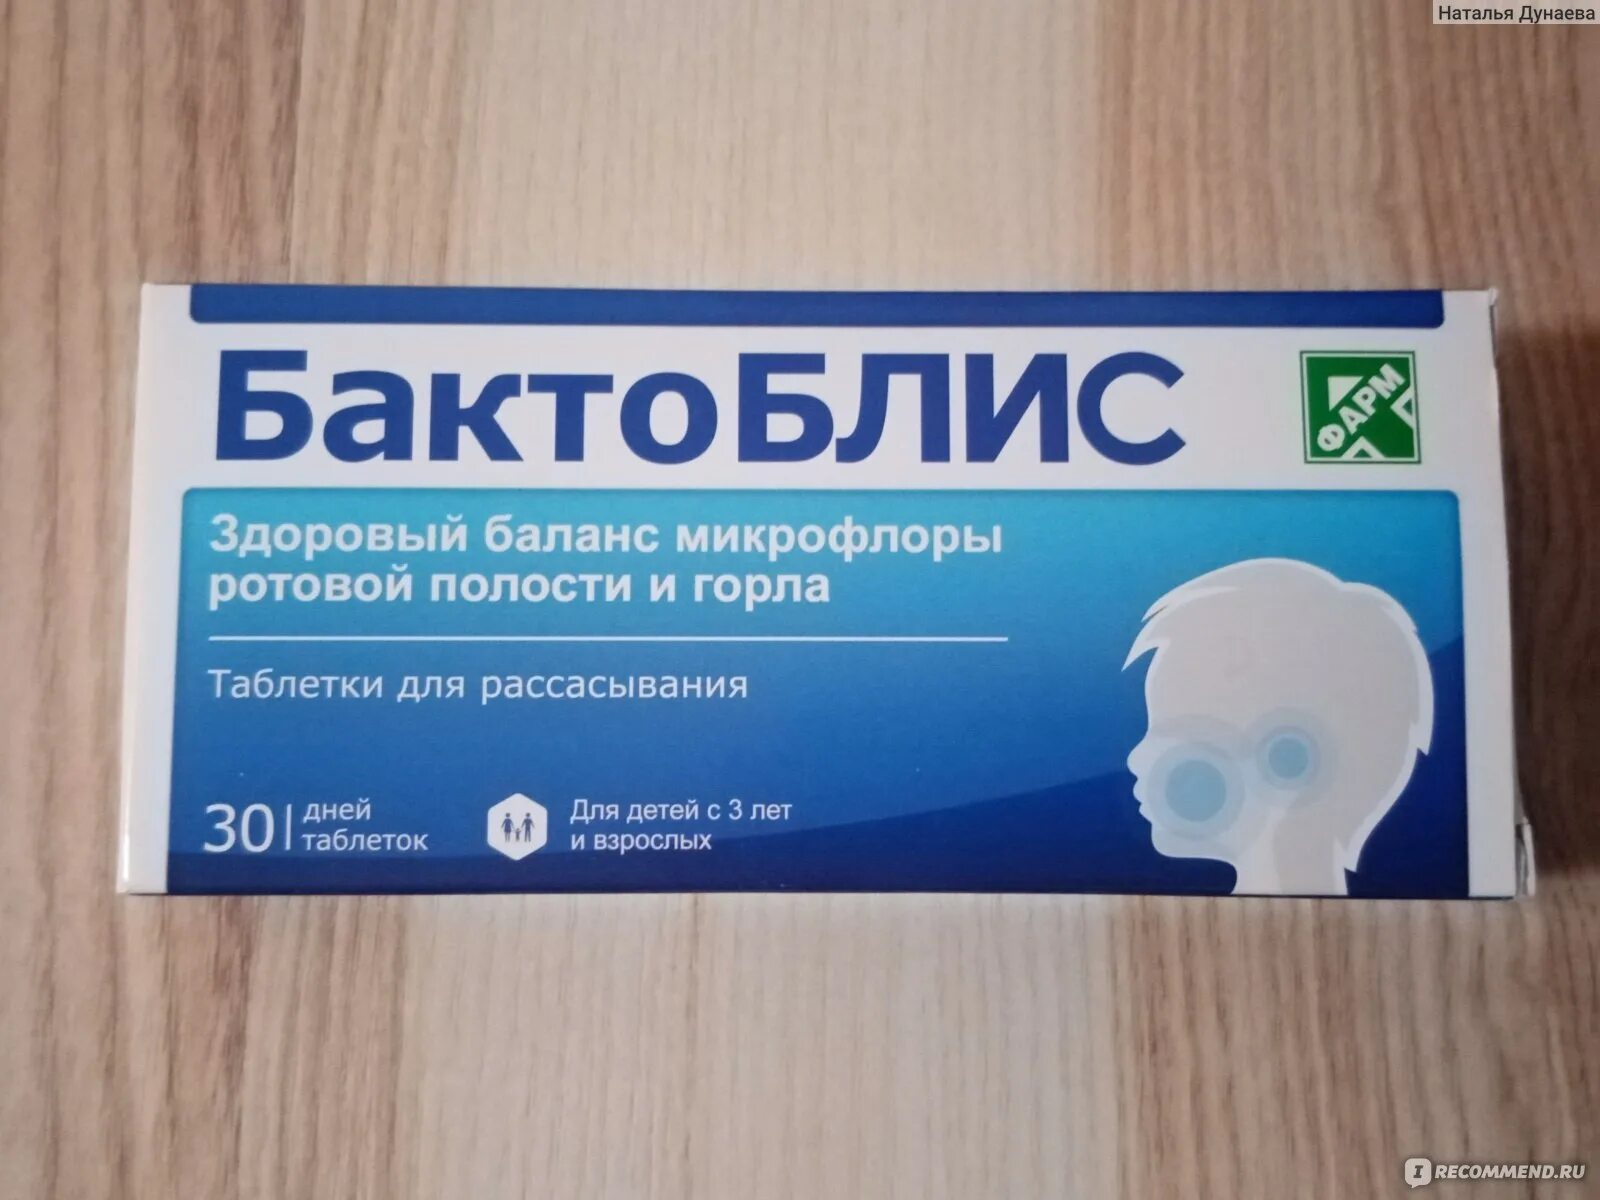 Наталья Дунаева
БактоБЛИС
ФАРМ
Здоровый баланс микрофлоры
ротовой полости и горла
Таблетки для рассасывания
30 дней
таблеток
Для детей с 3 лет
и взрослых
IRECOMMEND.RU